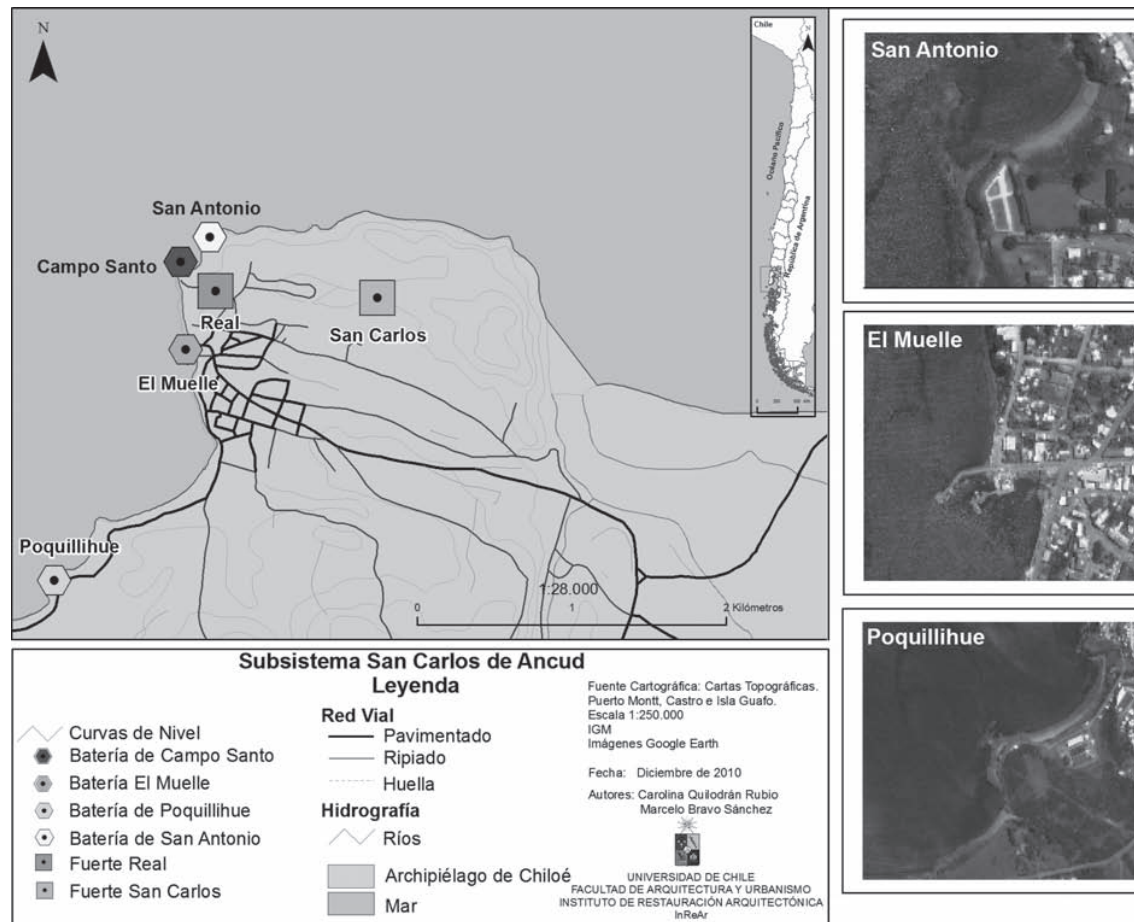 N
San Antonio
Campo Santo
Real
San Carlos
El Muelle
Poquillihue
1:28.000
0
1
2 Kilómetros
Chile
N
Océano Pacífico
República de Argentina
San Antonio
El Muelle
Poquillihue
Subsistema San Carlos de Ancud
Leyenda
Curvas de Nivel
Batería de Campo Santo
Batería El Muelle
Batería de Poquillihue
Batería de San Antonio
Fuerte Real
Fuerte San Carlos
Red Vial
Pavimentado
Ripiado
Huella
Hidrografía
Ríos
Archipiélago de Chiloé
Mar
Fuente Cartográfica: Cartas Topográficas.
Puerto Montt, Castro e Isla Guafo.
Escala 1:250.000
IGM
Imágenes Google Earth
Fecha: Diciembre de 2010
Autores: Carolina Quilodrán Rubio
Marcelo Bravo Sánchez
UNIVERSIDAD DE CHILE
FACULTAD DE ARQUITECTURA Y URBANISMO
INSTITUTO DE RESTAURACIÓN ARQUITECTÓNICA
InReAr